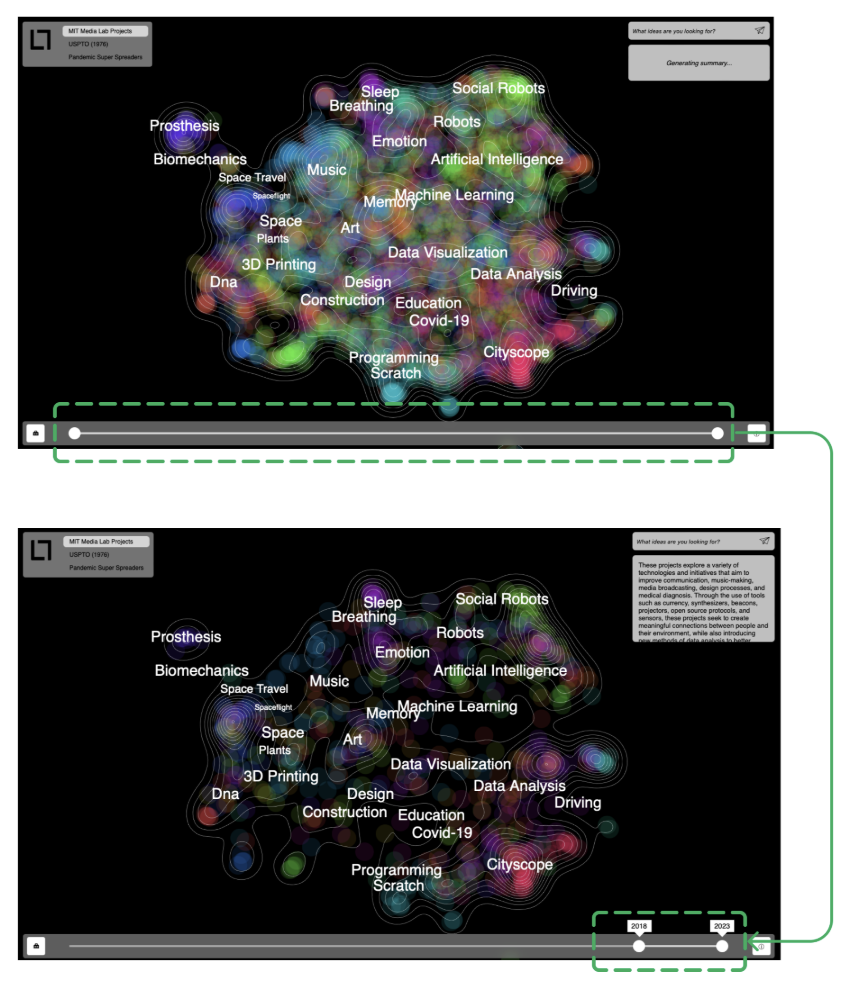 MIT Media Lab Projects
USPTO (1976)
Pandemic Super Spreaders
What ideas are you looking for?
Generating summary...
Sleep
Social Robots
Breathing
Prosthesis
Robots
Emotion
Biomechanics
Artificial Intelligence
Music
Space Travel
Spaceflight
Machine Learning
Memory
Space
Art
Plants
Data Visualization
3D Printing
Data Analysis
Dna
Design
Driving
Construction
Education
Covid-19
Cityscope
Programming
Scratch
MIT Media Lab Projects
USPTO (1976)
Pandemic Super Spreaders
What ideas are you looking for?
These projects explore a variety of
technologies and initiatives that aim to
improve communication, music-making,
media broadcasting, design processes, and
medical diagnosis. Through the use of tools
such as currency, synthesizers, beacons,
projectors, open source protocols, and
sensors, these projects seek to create
meaningful connections between people and
their environment, while also introducing
new methods of data analysis to better
Sleep
Social Robots
Breathing
Prosthesis
Robots
Emotion
Biomechanics
Artificial Intelligence
Music
Space Travel
Spaceflight
Machine Learning
Memory
Space
Art
Plants
Data Visualization
3D Printing
Data Analysis
Dna
Design
Driving
Construction
Education
Covid-19
Cityscope
Programming
Scratch
2018
2023